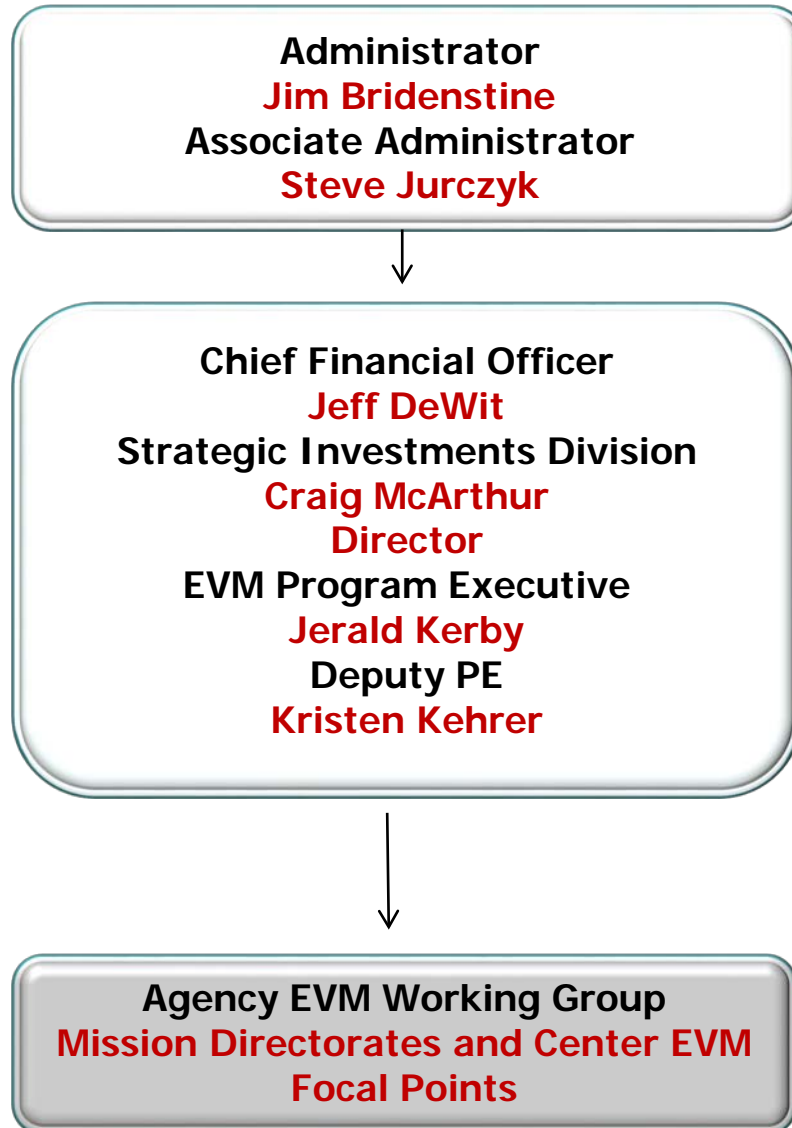 Administrator
Jim Bridenstine
Associate Administrator
Steve Jurczyk
Chief Financial Officer
Jeff DeWit
Strategic Investments Division
Craig McArthur
Director
EVM Program Executive
Jerald Kerby
Deputy PE
Kristen Kehrer
Agency EVM Working Group
Mission Directorates and Center EVM
Focal Points